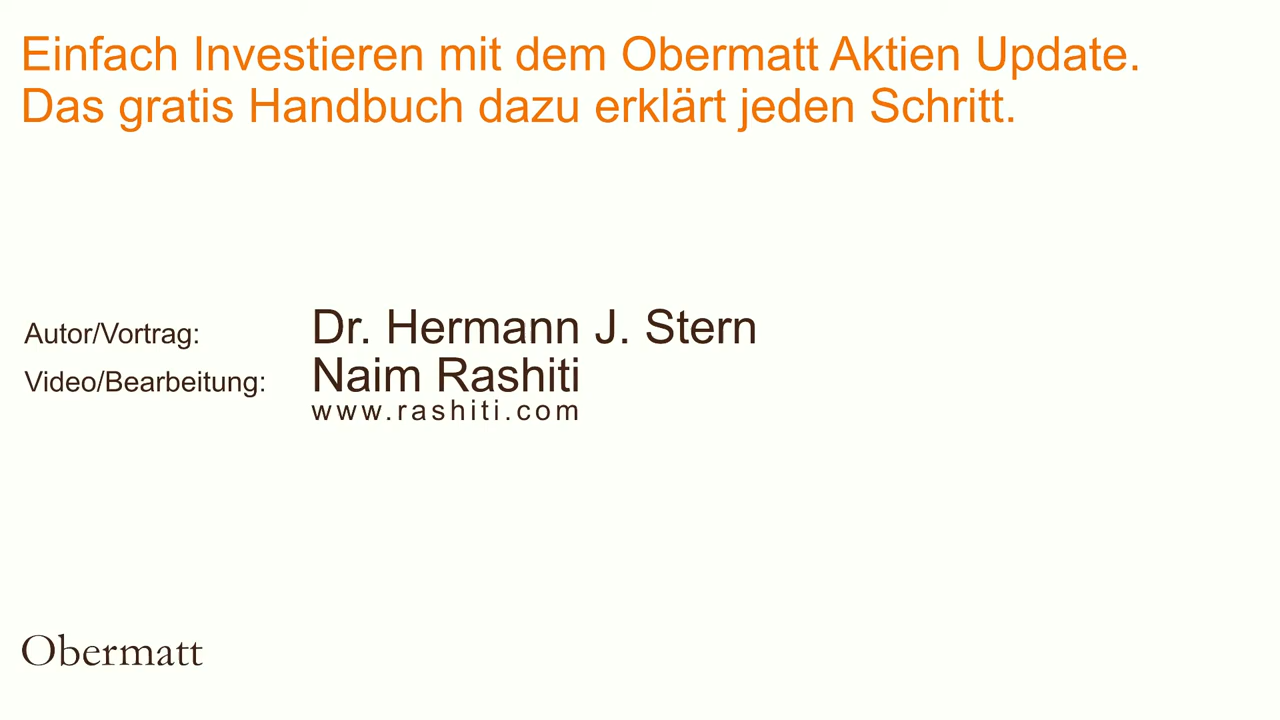 Einfach Investieren mit dem Obermatt Aktien Update.
Das gratis Handbuch dazu erklärt jeden Schritt.
Autor/Vortrag: Dr. Hermann J. Stern
Video/Bearbeitung: Naim Rashiti
www.rashiti.com
Obermatt